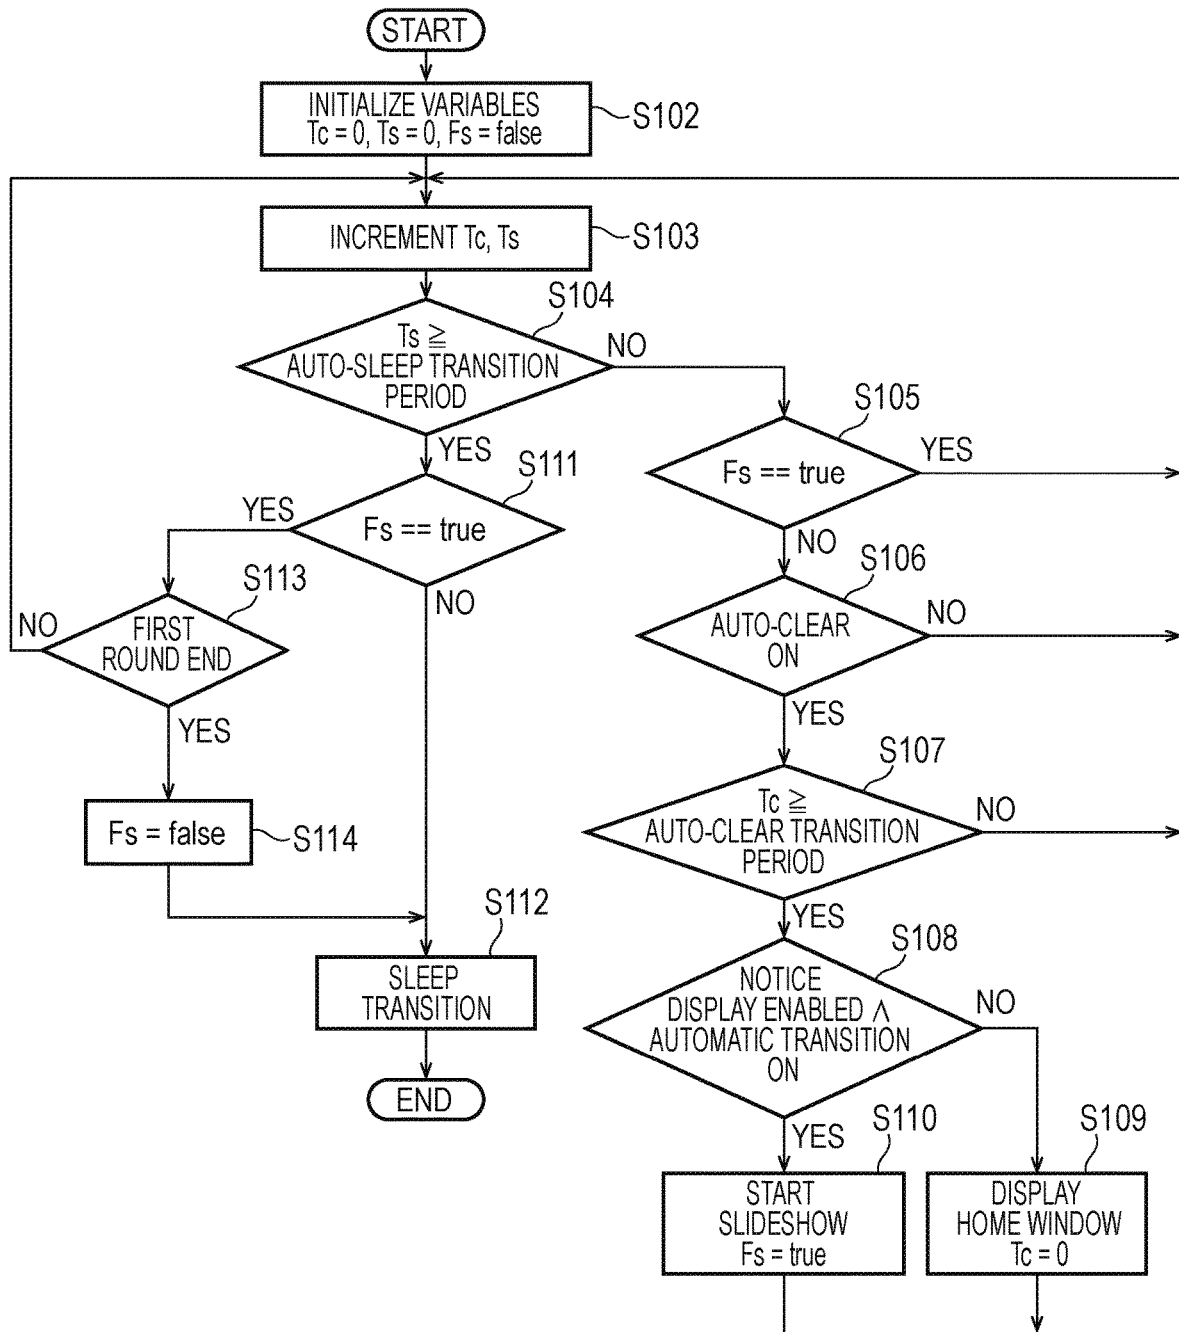 START
INITIALIZE VARIABLES
Tc = 0, Ts = 0, Fs = false
S102
INCREMENT Tc, Ts
S103
S104
Ts ≧
AUTO-SLEEP TRANSITION
PERIOD
NO
YES
S105
Fs == true
YES
NO
S111
Fs == true
YES
NO
S106
AUTO-CLEAR
ON
NO
YES
S113
FIRST
ROUND END
NO
YES
S107
Tc ≧
AUTO-CLEAR TRANSITION
PERIOD
NO
YES
Fs = false
S114
S112
SLEEP
TRANSITION
END
S108
NOTICE
DISPLAY ENABLED ∧
AUTOMATIC TRANSITION
ON
NO
YES
S110
START
SLIDESHOW
Fs = true
S109
DISPLAY
HOME WINDOW
Tc = 0